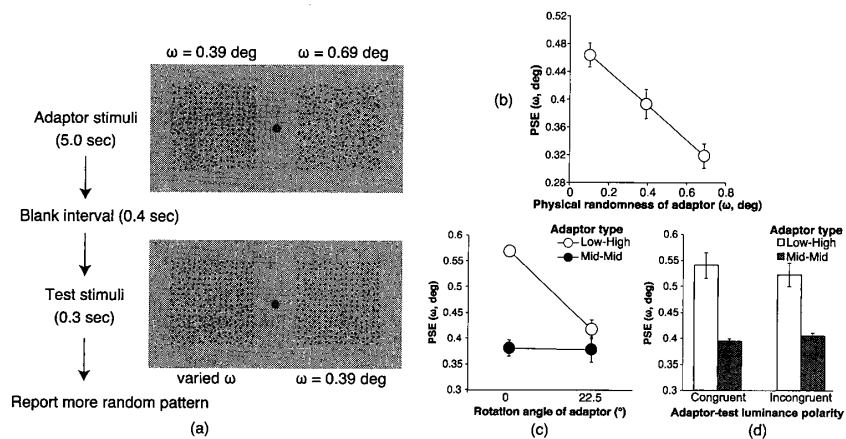 ω = 0.39 deg ω = 0.69 deg
Adaptor stimuli
(5.0 sec)
Blank interval (0.4 sec)
Test stimuli
(0.3 sec)
varied ω ω = 0.39 deg
Report more random pattern
(a)
(b)
PSE (ω, deg)
0.52
0.48
0.44
0.4
0.36
0.32
0.28
0 0.2 0.4 0.6 0.8
Physical randomness of adaptor (ω, deg)
Adaptor type
Low-High
Mid-Mid
PSE (ω, deg)
0.6
0.55
0.5
0.45
0.4
0.35
0.3
0 22.5
Rotation angle of adaptor (°)
(c)
Adaptor type
Low-High
Mid-Mid
PSE (ω, deg)
0.6
0.55
0.5
0.45
0.4
0.35
0.3
Congruent Incongruent
Adaptor-test luminance polarity
(d)